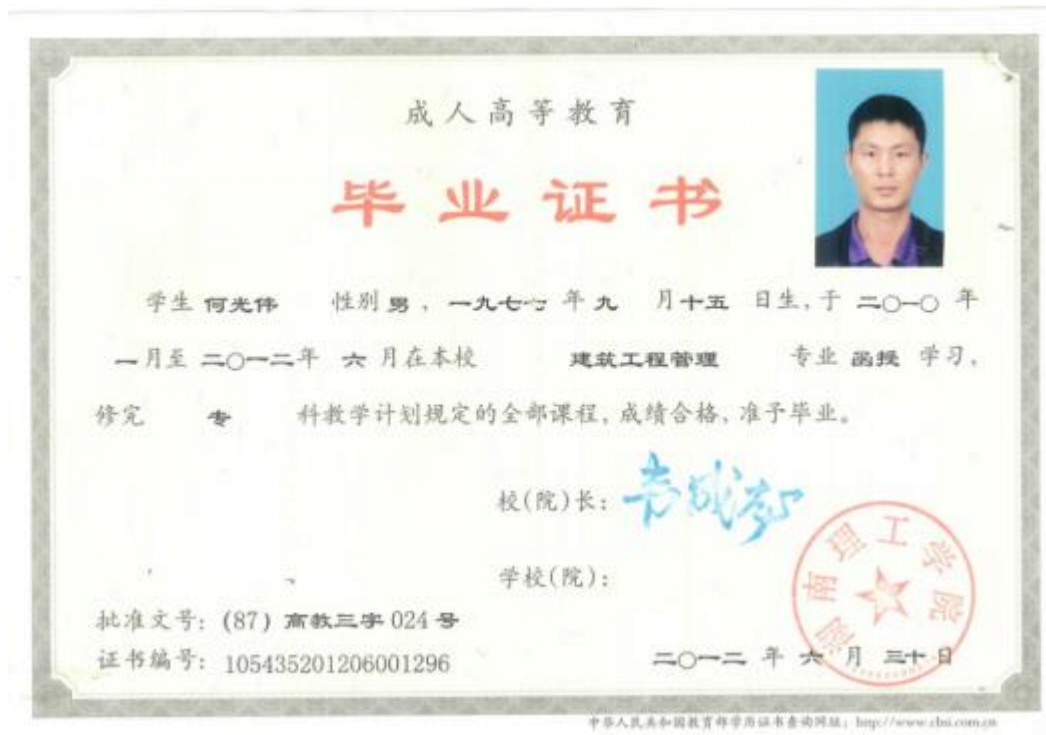 成人高等教育
毕业证书
学生 何光伟 性别 男，一九七七 年 九 月 十五 日生，于 二〇一〇 年
一 月至 二〇一二 年 六 月在本校 建筑工程管理 专业 函授 学习，
修完 专 科教学计划规定的全部课程，成绩合格，准予毕业。
校(院)长：
学校(院)：
湖南理工学院
批准文号：(87) 高教三字 024 号
证书编号：105435201206001296
二〇一二 年 六 月 三十 日
中华人民共和国教育部学历证书查询网址：http://www.chsi.com.cn